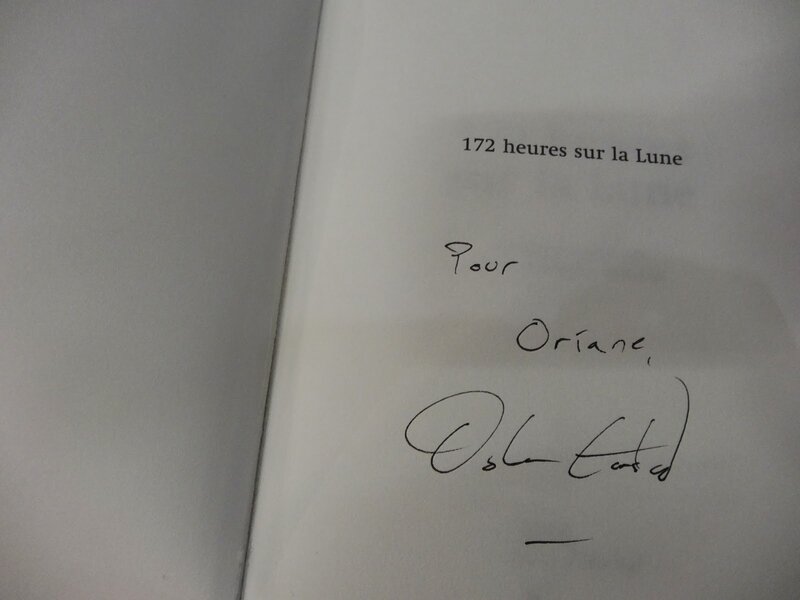 172 heures sur la Lune
Pour
Oriane,